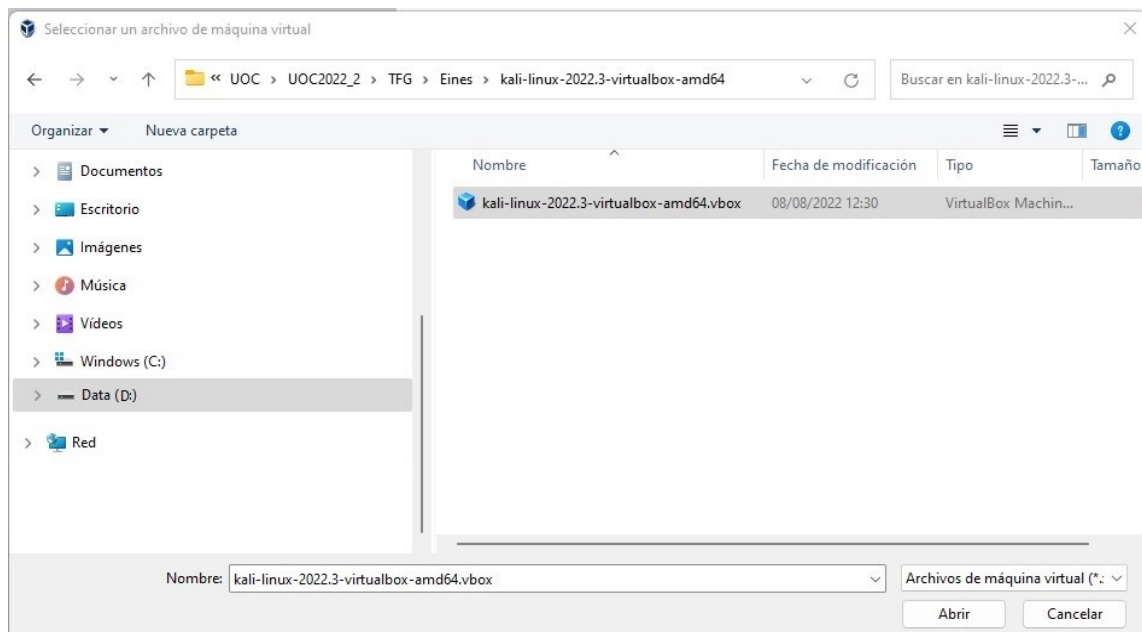 Seleccionar un archivo de máquina virtual
« UOC > UOC2022_2 > TFG > Eines > kali-linux-2022.3-virtualbox-amd64
Buscar en kali-linux-2022.3-...
Organizar
Nueva carpeta
Nombre
Fecha de modificación
Tipo
Tamaño
Documentos
Escritorio
Imágenes
Música
Vídeos
Windows (C:)
Data (D:)
Red
kali-linux-2022.3-virtualbox-amd64.vbox
08/08/2022 12:30
VirtualBox Machin...
Nombre:
kali-linux-2022.3-virtualbox-amd64.vbox
Archivos de máquina virtual (*.:
Abrir
Cancelar